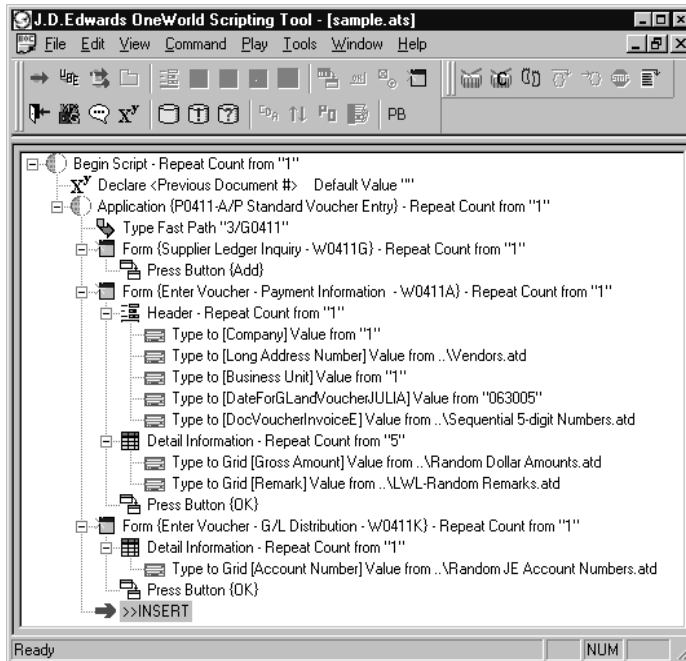 J.D.Edwards OneWorld Scripting Tool - [sample.ats]
File Edit View Command Play Tools Window Help
UBE
X^y CDA PO PB
Begin Script - Repeat Count from "1"
X^y Declare <Previous Document #> Default Value ""
Application {P0411-A/P Standard Voucher Entry} - Repeat Count from "1"
Type Fast Path "3/G0411"
Form {Supplier Ledger Inquiry - W0411G} - Repeat Count from "1"
Press Button {Add}
Form {Enter Voucher - Payment Information - W0411A} - Repeat Count from "1"
Header - Repeat Count from "1"
Type to [Company] Value from "1"
Type to [Long Address Number] Value from ..\Vendors.atd
Type to [Business Unit] Value from "1"
Type to [DateForGLandVoucherJULIA] Value from "063005"
Type to [DocVoucherInvoiceE] Value from ..\Sequential 5-digit Numbers.atd
Detail Information - Repeat Count from "5"
Type to Grid [Gross Amount] Value from ..\Random Dollar Amounts.atd
Type to Grid [Remark] Value from ..\LWL-Random Remarks.atd
Press Button {OK}
Form {Enter Voucher - G/L Distribution - W0411K} - Repeat Count from "1"
Detail Information - Repeat Count from "1"
Type to Grid [Account Number] Value from ..\Random JE Account Numbers.atd
Press Button {OK}
>>INSERT
Ready NUM